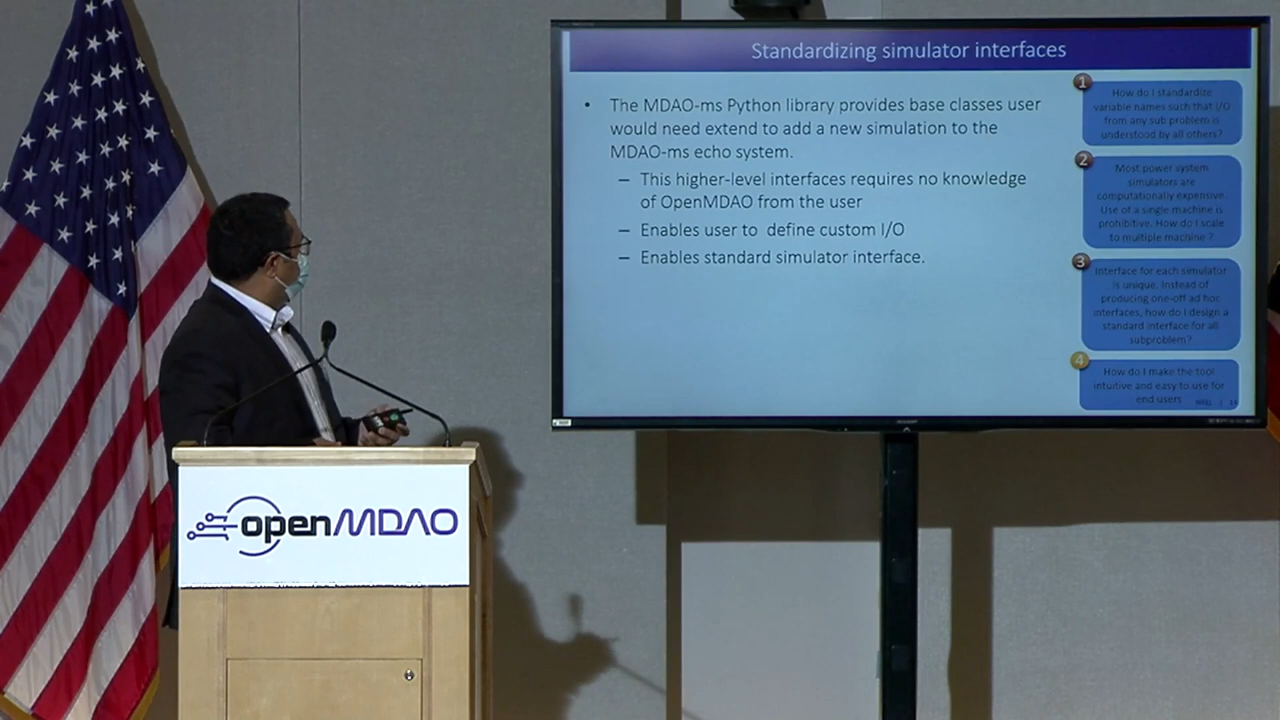 Standardizing simulator interfaces
• The MDAO-ms Python library provides base classes user
would need extend to add a new simulation to the
MDAO-ms echo system.
– This higher-level interfaces requires no knowledge
of OpenMDAO from the user
– Enables user to define custom I/O
– Enables standard simulator interface.
1
How do I standardize
variable names such that I/O
from any sub problem is
understood by all others?
2
Most power system
simulators are
computationally expensive.
Use of a single machine is
prohibitive. How do I scale
to multiple machine ?
3
Interface for each simulator
is unique. Instead of
producing one-off ad hoc
interfaces, how do I design a
standard interface for all
subproblem?
4
How do I make the tool
intuitive and easy to use for
end users
NREL |
openMDAO